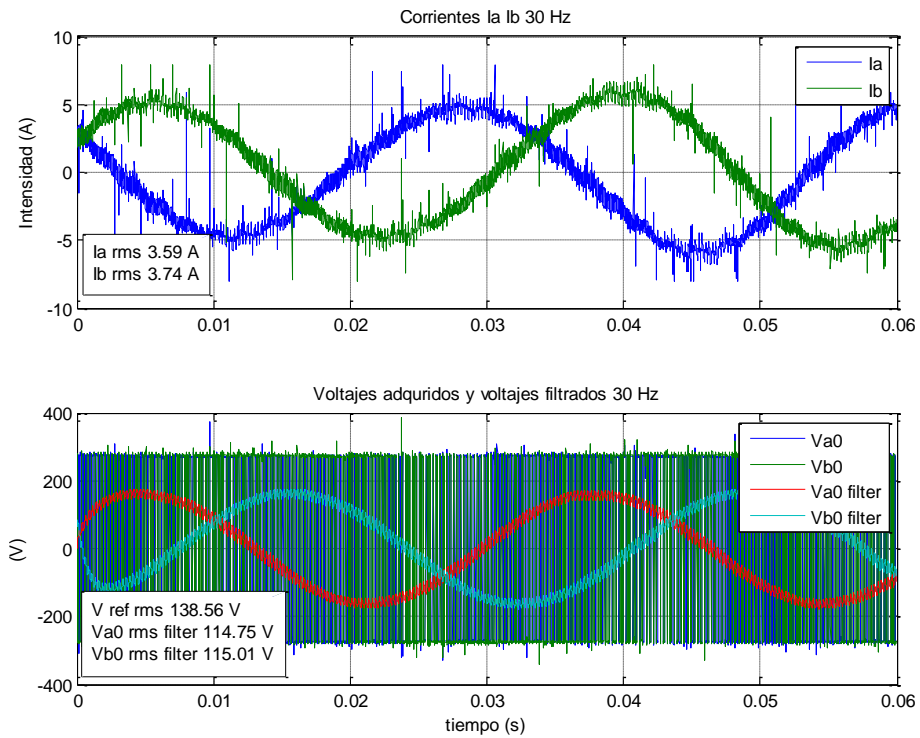 Corrientes Ia Ib 30 Hz
10
5
0
-5
-10
Intensidad (A)
Ia
Ib
Ia rms 3.59 A
Ib rms 3.74 A
0 0.01 0.02 0.03 0.04 0.05 0.06
Voltajes adquridos y voltajes filtrados 30 Hz
400
200
0
-200
-400
(V)
Va0
Vb0
Va0 filter
Vb0 filter
V ref rms 138.56 V
Va0 rms filter 114.75 V
Vb0 rms filter 115.01 V
0 0.01 0.02 0.03 0.04 0.05 0.06
tiempo (s)